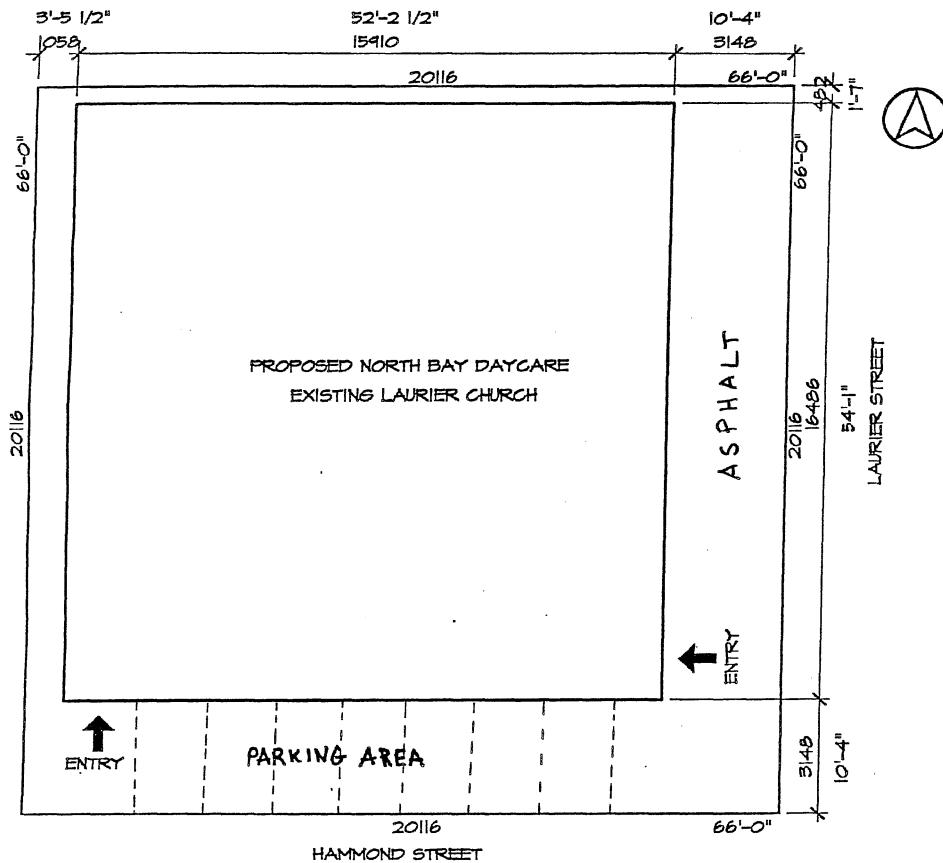 3'-5 1/2" 52'-2 1/2" 10'-4"
1058 15910 3148
20116 66'-0"
482
1'-7"
66'-0"
66'-0"
PROPOSED NORTH BAY DAYCARE
EXISTING LAURIER CHURCH
ASPHALT
20116
20116
16486
54'-1"
LAURIER STREET
ENTRY
ENTRY
PARKING AREA
3148
10'-4"
20116 66'-0"
HAMMOND STREET